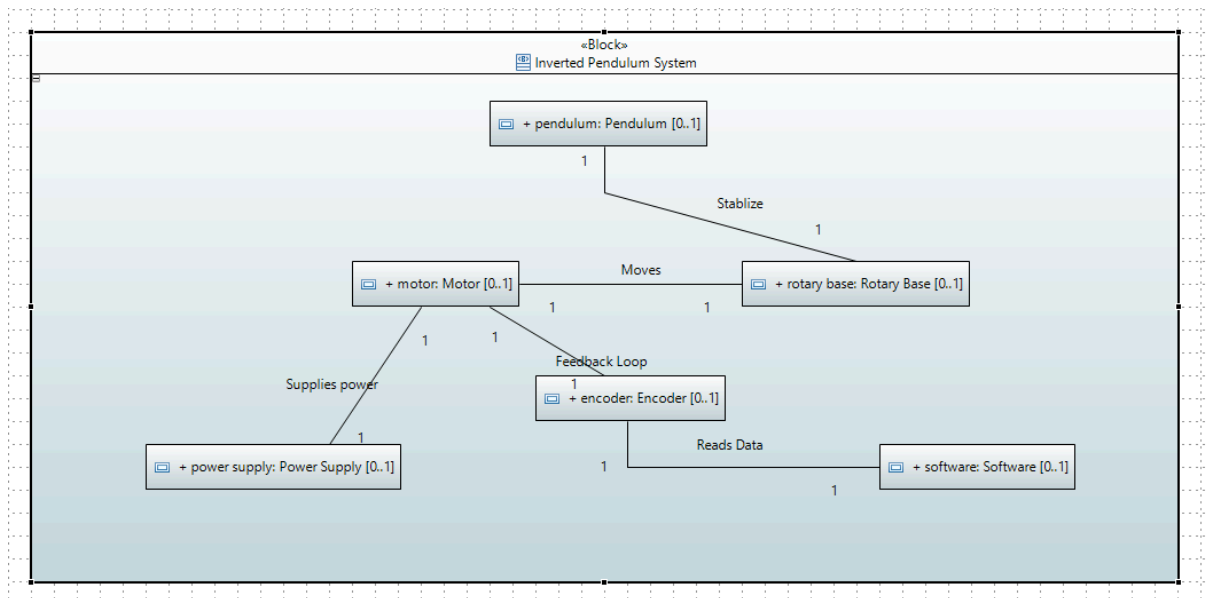 «Block»
Inverted Pendulum System
+ pendulum: Pendulum [0..1]
1
Stablize
1
+ motor: Motor [0..1]
Moves
+ rotary base: Rotary Base [0..1]
1
1
1
1
Feedback Loop
Supplies power
1
+ encoder: Encoder [0..1]
1
Reads Data
+ power supply: Power Supply [0..1]
1
+ software: Software [0..1]
1